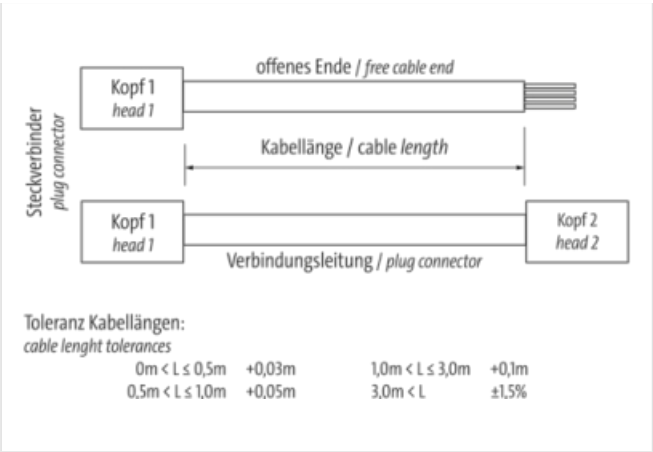 offenes Ende / free cable end
Kopf 1
head 1
Steckverbinder
plug connector
Kabellänge / cable length
Kopf 1
head 1
Kopf 2
head 2
Verbindungsleitung / plug connector
Toleranz Kabellängen:
cable lenght tolerances
0m < L ≤ 0,5m +0,03m 1,0m < L ≤ 3,0m +0,1m
0.5m < L ≤ 1,0m +0,05m 3,0m < L ±1,5%